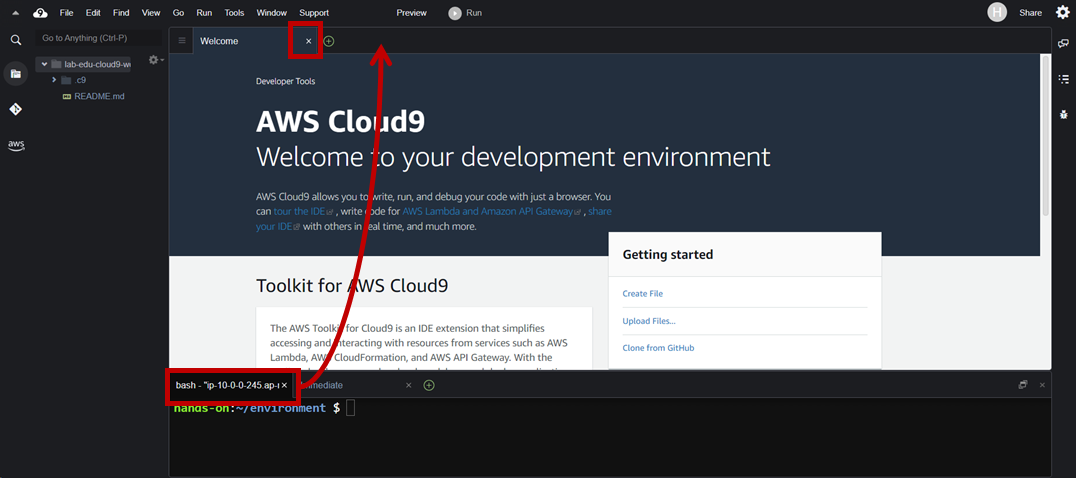 File Edit Find View Go Run Tools Window Support Preview Run H Share
Go to Anything (Ctrl-P)
lab-edu-cloud9-w
.c9
README.md
aws
Welcome
Developer Tools
AWS Cloud9
Welcome to your development environment
AWS Cloud9 allows you to write, run, and debug your code with just a browser. You
can tour the IDE , write code for AWS Lambda and Amazon API Gateway , share
your IDE with others in real time, and much more.
Getting started
Create File
Upload Files...
Clone from GitHub
Toolkit for AWS Cloud9
The AWS Toolkit for Cloud9 is an IDE extension that simplifies
accessing and interacting with resources from services such as AWS
Lambda, AWS CloudFormation, and AWS API Gateway. With the
bash - "ip-10-0-0-245.ap-
mmediate
hands-on:~/environment $